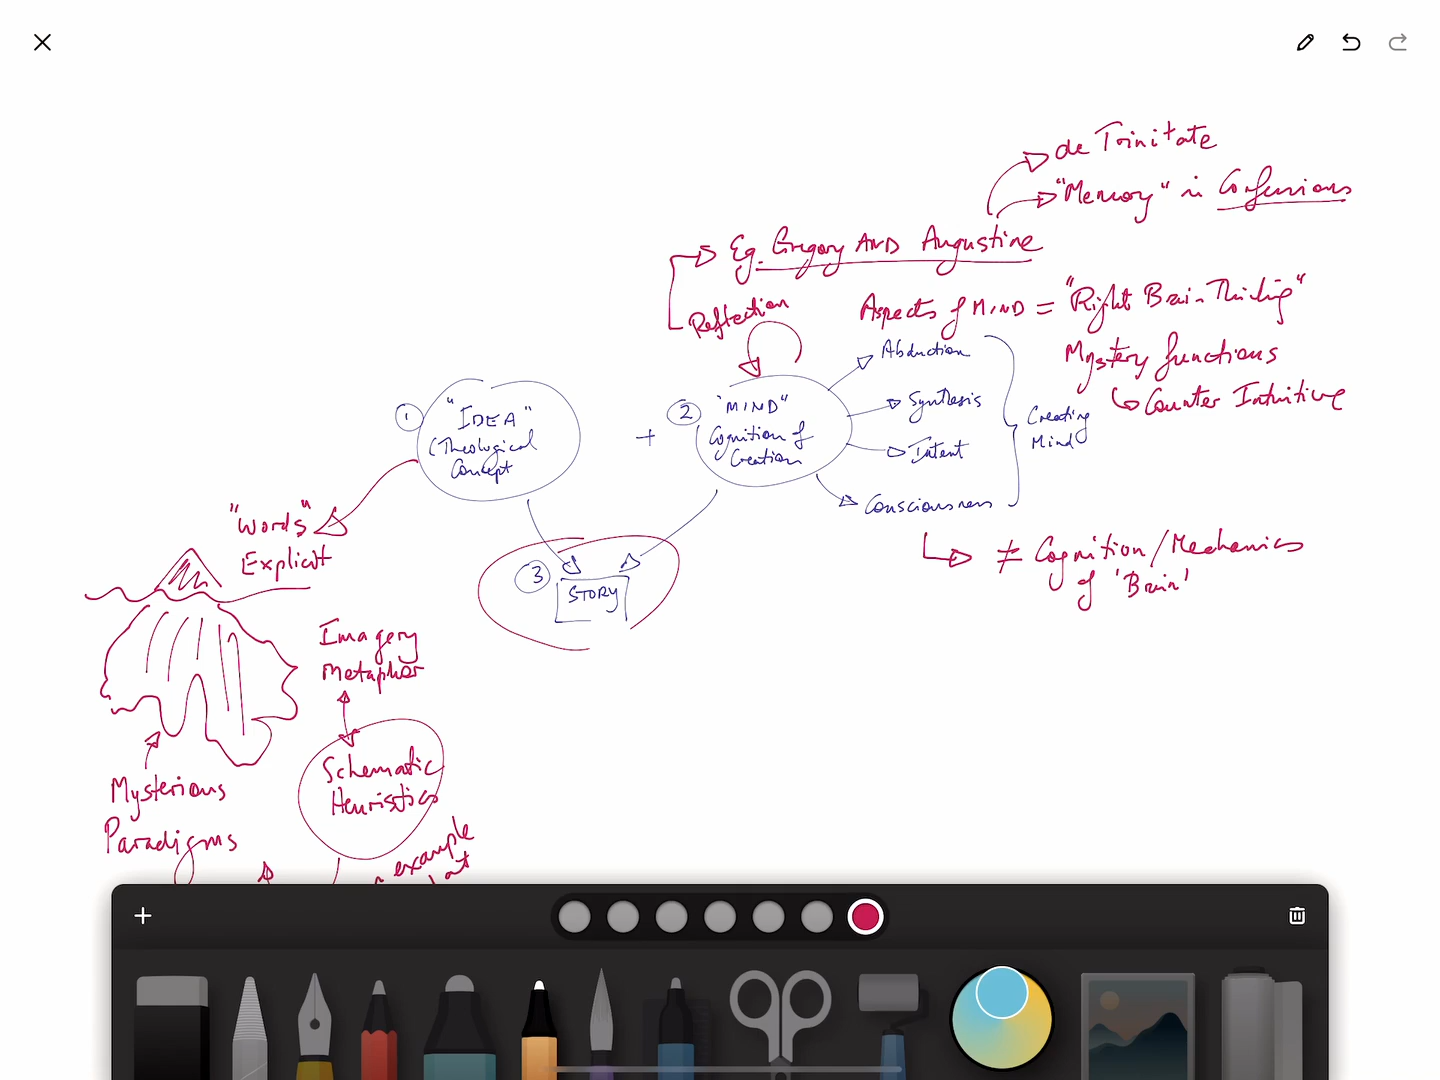 de Trinitate
"Memory" in Confessions
Eg. Gregory AND Augustine
Reflection
Aspects of MIND = "Right Brain Thinking"
Mystery functions
Counter Intuitive
Abduction
Synthesis
Intent
Consciousness
Creating
Mind
1
"IDEA"
(Theological
Concept
+
2
"MIND"
Cognition of
Creation
≠ Cognition/Mechanics
of 'Brain'
"Words"
Explicit
3
STORY
Imagery
Metaphor
Schematic
Heuristics
Mysterious
Paradigms
example